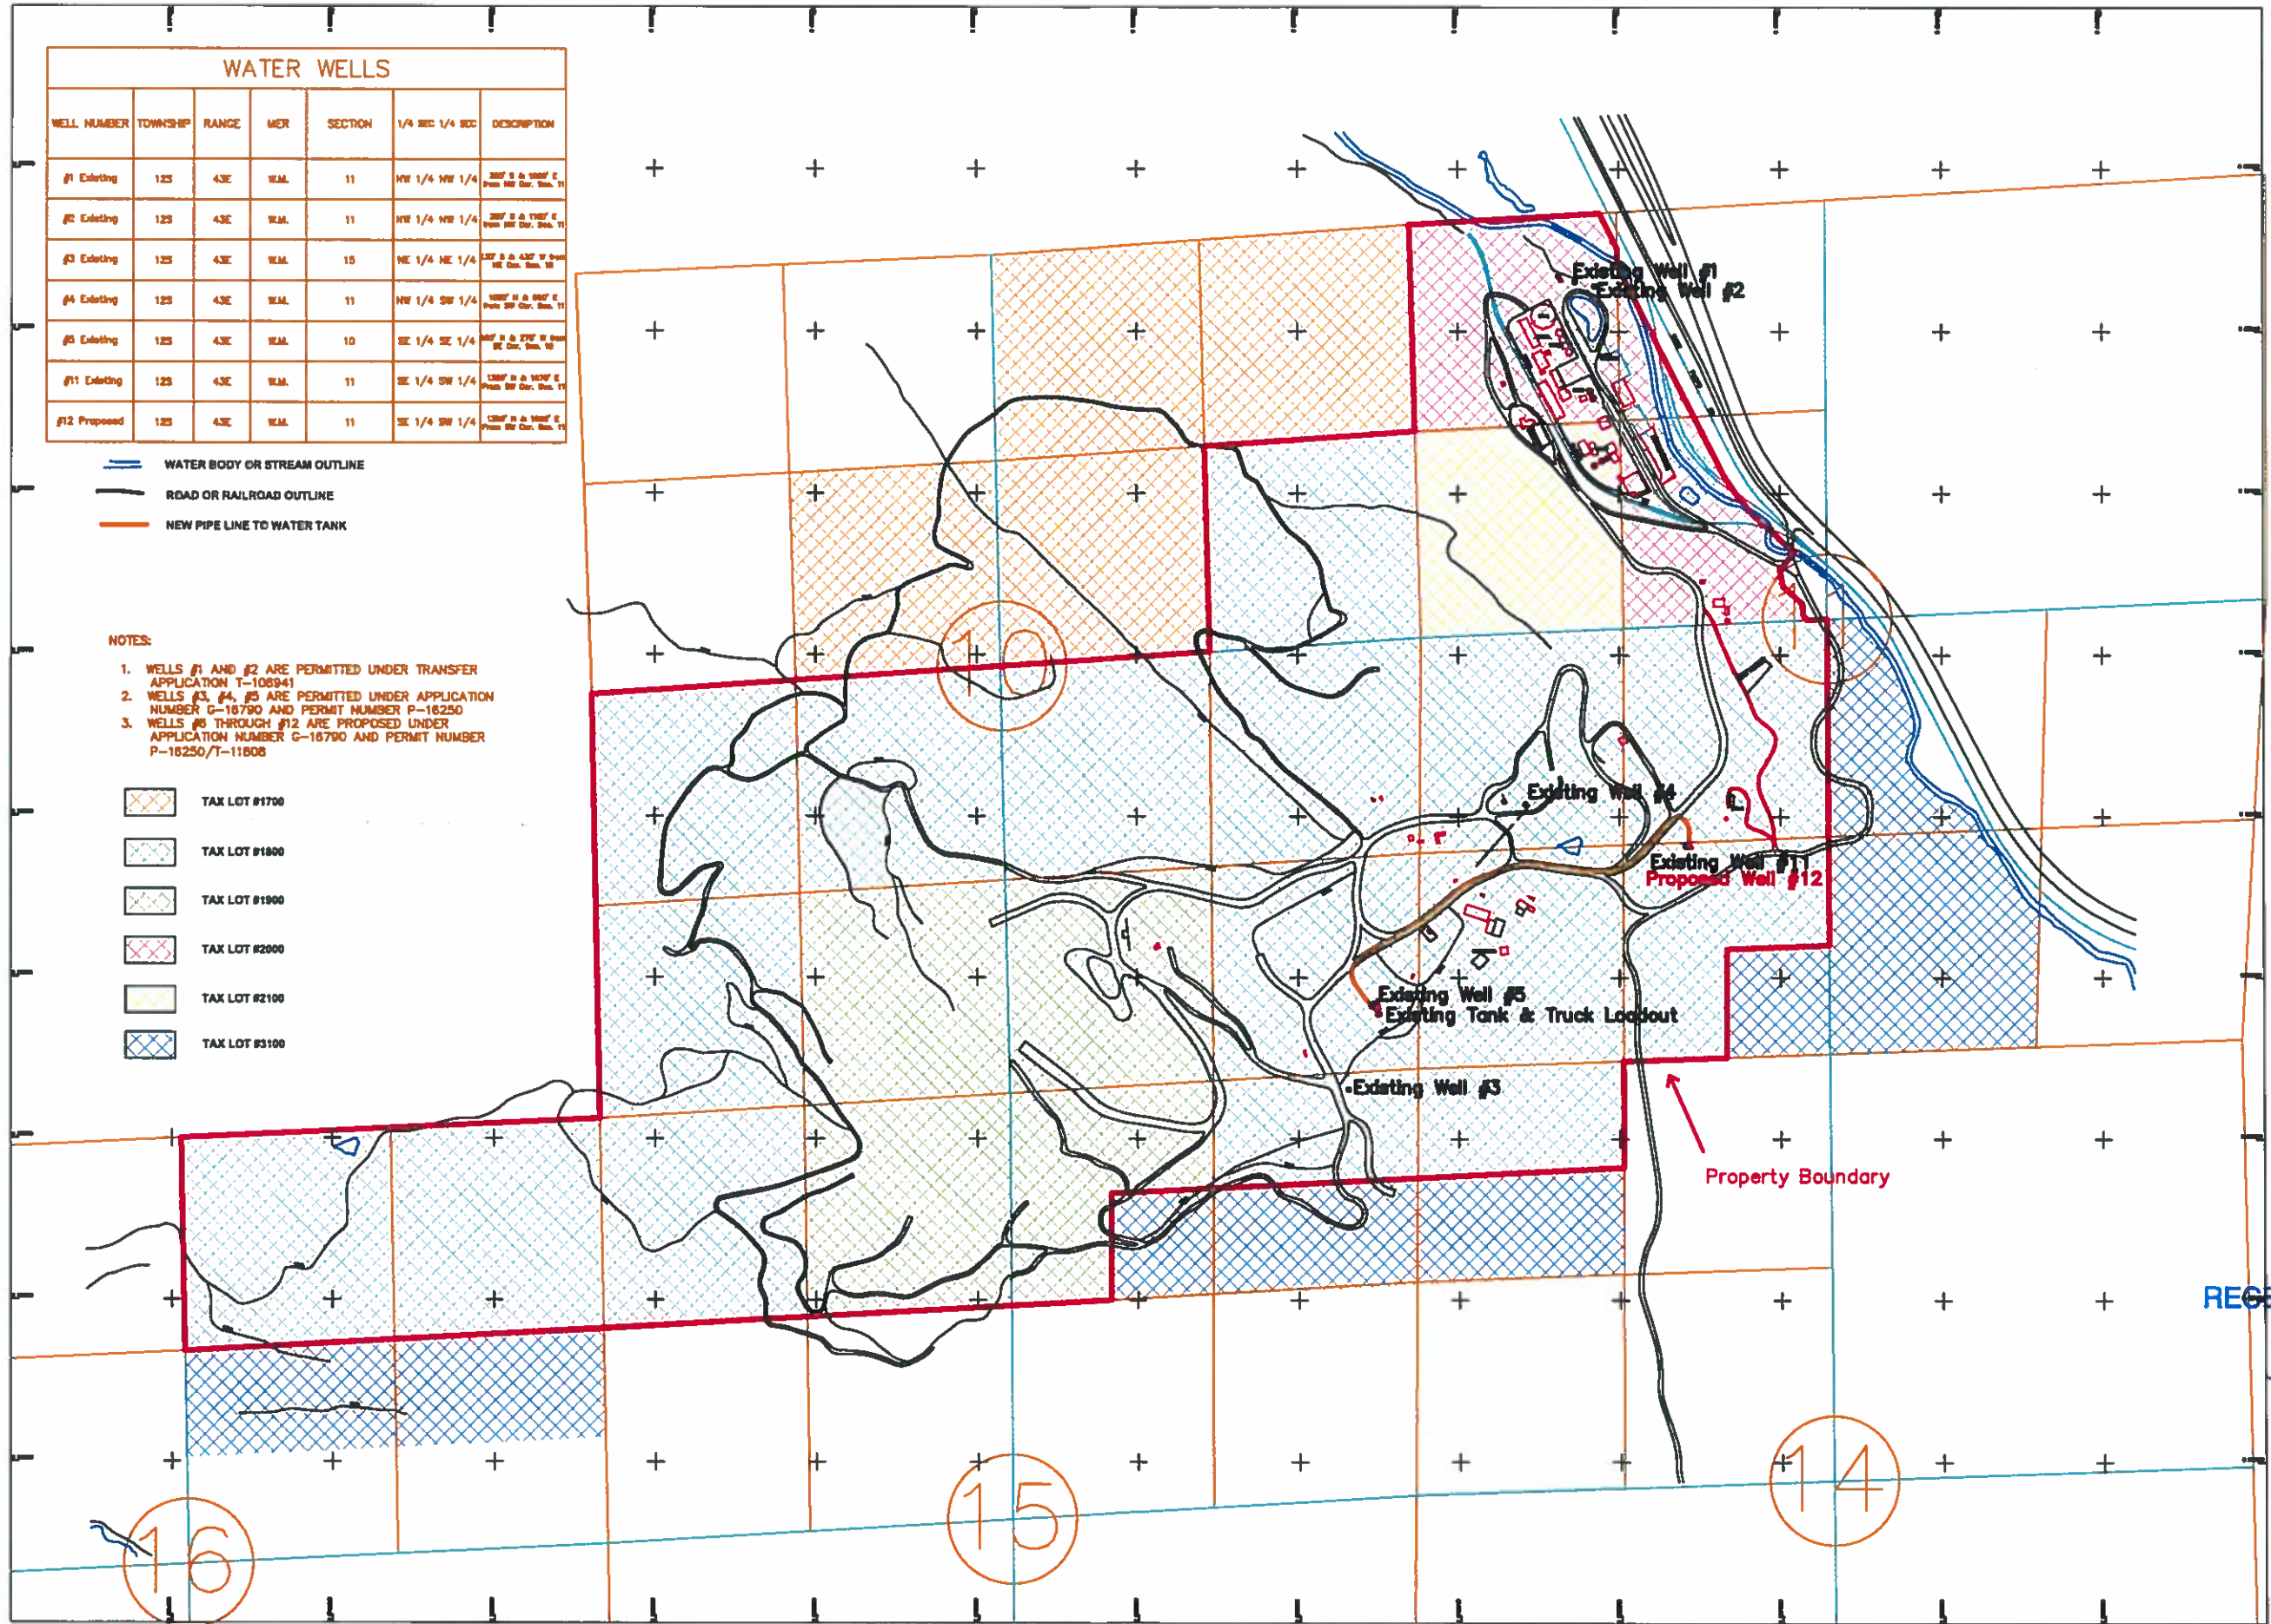 WATER WELLS
WELL NUMBER TOWNSHIP RANGE MER SECTION 1/4 SEC 1/4 SEC DESCRIPTION
#1 Existing 12S 43E W.M. 11 NW 1/4 NW 1/4
#2 Existing 12S 43E W.M. 11 NW 1/4 NW 1/4
#3 Existing 12S 43E W.M. 15 NE 1/4 NE 1/4
#4 Existing 12S 43E W.M. 11 NW 1/4 SW 1/4
#5 Existing 12S 43E W.M. 10 SE 1/4 SE 1/4
#11 Existing 12S 43E W.M. 11 SE 1/4 SW 1/4
#12 Proposed 12S 43E W.M. 11 SE 1/4 SW 1/4
WATER BODY OR STREAM OUTLINE
ROAD OR RAILROAD OUTLINE
NEW PIPE LINE TO WATER TANK
NOTES:
1. WELLS #1 AND #2 ARE PERMITTED UNDER TRANSFER
APPLICATION T-106941
2. WELLS #3, #4, #5 ARE PERMITTED UNDER APPLICATION
NUMBER G-16790 AND PERMIT NUMBER P-16250
3. WELLS #6 THROUGH #12 ARE PROPOSED UNDER
APPLICATION NUMBER G-16790 AND PERMIT NUMBER
P-16250/T-11608
TAX LOT #1700
TAX LOT #1800
TAX LOT #1900
TAX LOT #2000
TAX LOT #2100
TAX LOT #3100
Existing Well #1
Existing Well #2
10
11
Existing Well #4
Existing Well #11
Proposed Well #12
Existing Well #5
Existing Tank & Truck Loadout
Existing Well #3
Property Boundary
16
15
14